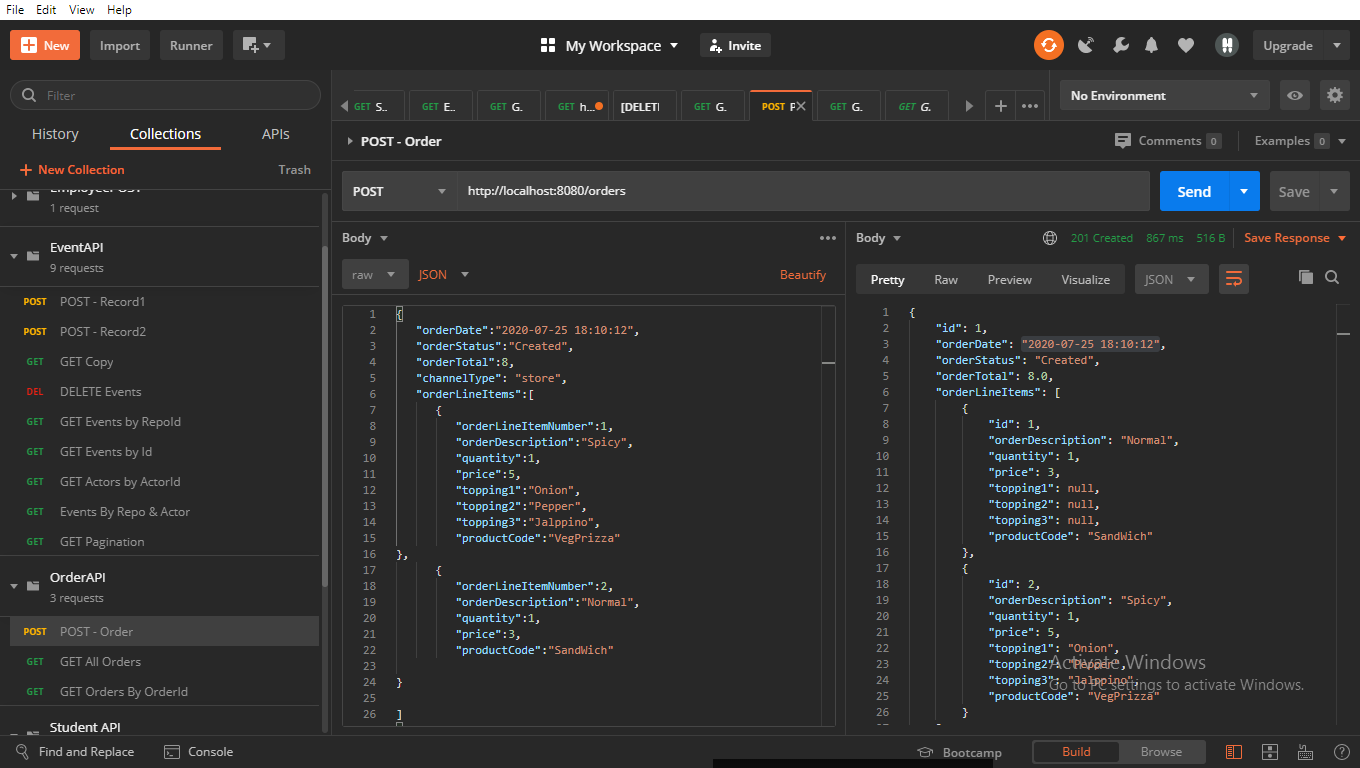 File Edit View Help
New Import Runner My Workspace Invite Upgrade
Filter
GET S.. GET E.. GET G. GET h... [DELETI GET G. POST P GET G. GET G. No Environment
History Collections APIs
POST - Order Comments 0 Examples 0
New Collection Trash
1 request
POST http://localhost:8080/orders Send Save
EventAPI
9 requests
POST POST - Record1
POST POST - Record2
GET GET Copy
DEL DELETE Events
GET GET Events by RepoId
GET GET Events by Id
GET GET Actors by ActorId
GET Events By Repo & Actor
GET GET Pagination
OrderAPI
3 requests
POST POST - Order
GET GET All Orders
GET GET Orders By OrderId
Student API
Body
raw JSON Beautify
1 {
2 "orderDate":"2020-07-25 18:10:12",
3 "orderStatus":"Created",
4 "orderTotal":8,
5 "channelType": "store",
6 "orderLineItems":[
7 {
8 "orderLineItemNumber":1,
9 "orderDescription":"Spicy",
10 "quantity":1,
11 "price":5,
12 "topping1":"Onion",
13 "topping2":"Pepper",
14 "topping3":"Jalppino",
15 "productCode":"VegPrizza"
16 },
17 {
18 "orderLineItemNumber":2,
19 "orderDescription":"Normal",
20 "quantity":1,
21 "price":3,
22 "productCode":"SandWich"
23
24 }
25
26 ]
Body 201 Created 867 ms 516 B Save Response
Pretty Raw Preview Visualize JSON
1 {
2 "id": 1,
3 "orderDate": "2020-07-25 18:10:12",
4 "orderStatus": "Created",
5 "orderTotal": 8.0,
6 "orderLineItems": [
7 {
8 "id": 1,
9 "orderDescription": "Normal",
10 "quantity": 1,
11 "price": 3,
12 "topping1": null,
13 "topping2": null,
14 "topping3": null,
15 "productCode": "SandWich"
16 },
17 {
18 "id": 2,
19 "orderDescription": "Spicy",
20 "quantity": 1,
21 "price": 5,
22 "topping1": "Onion",
23 "topping2": "Pepper",
24 "topping3": "Jalppino",
25 "productCode": "VegPrizza"
26 }
Activate Windows
Go to PC settings to activate Windows.
Find and Replace Console Bootcamp Build Browse